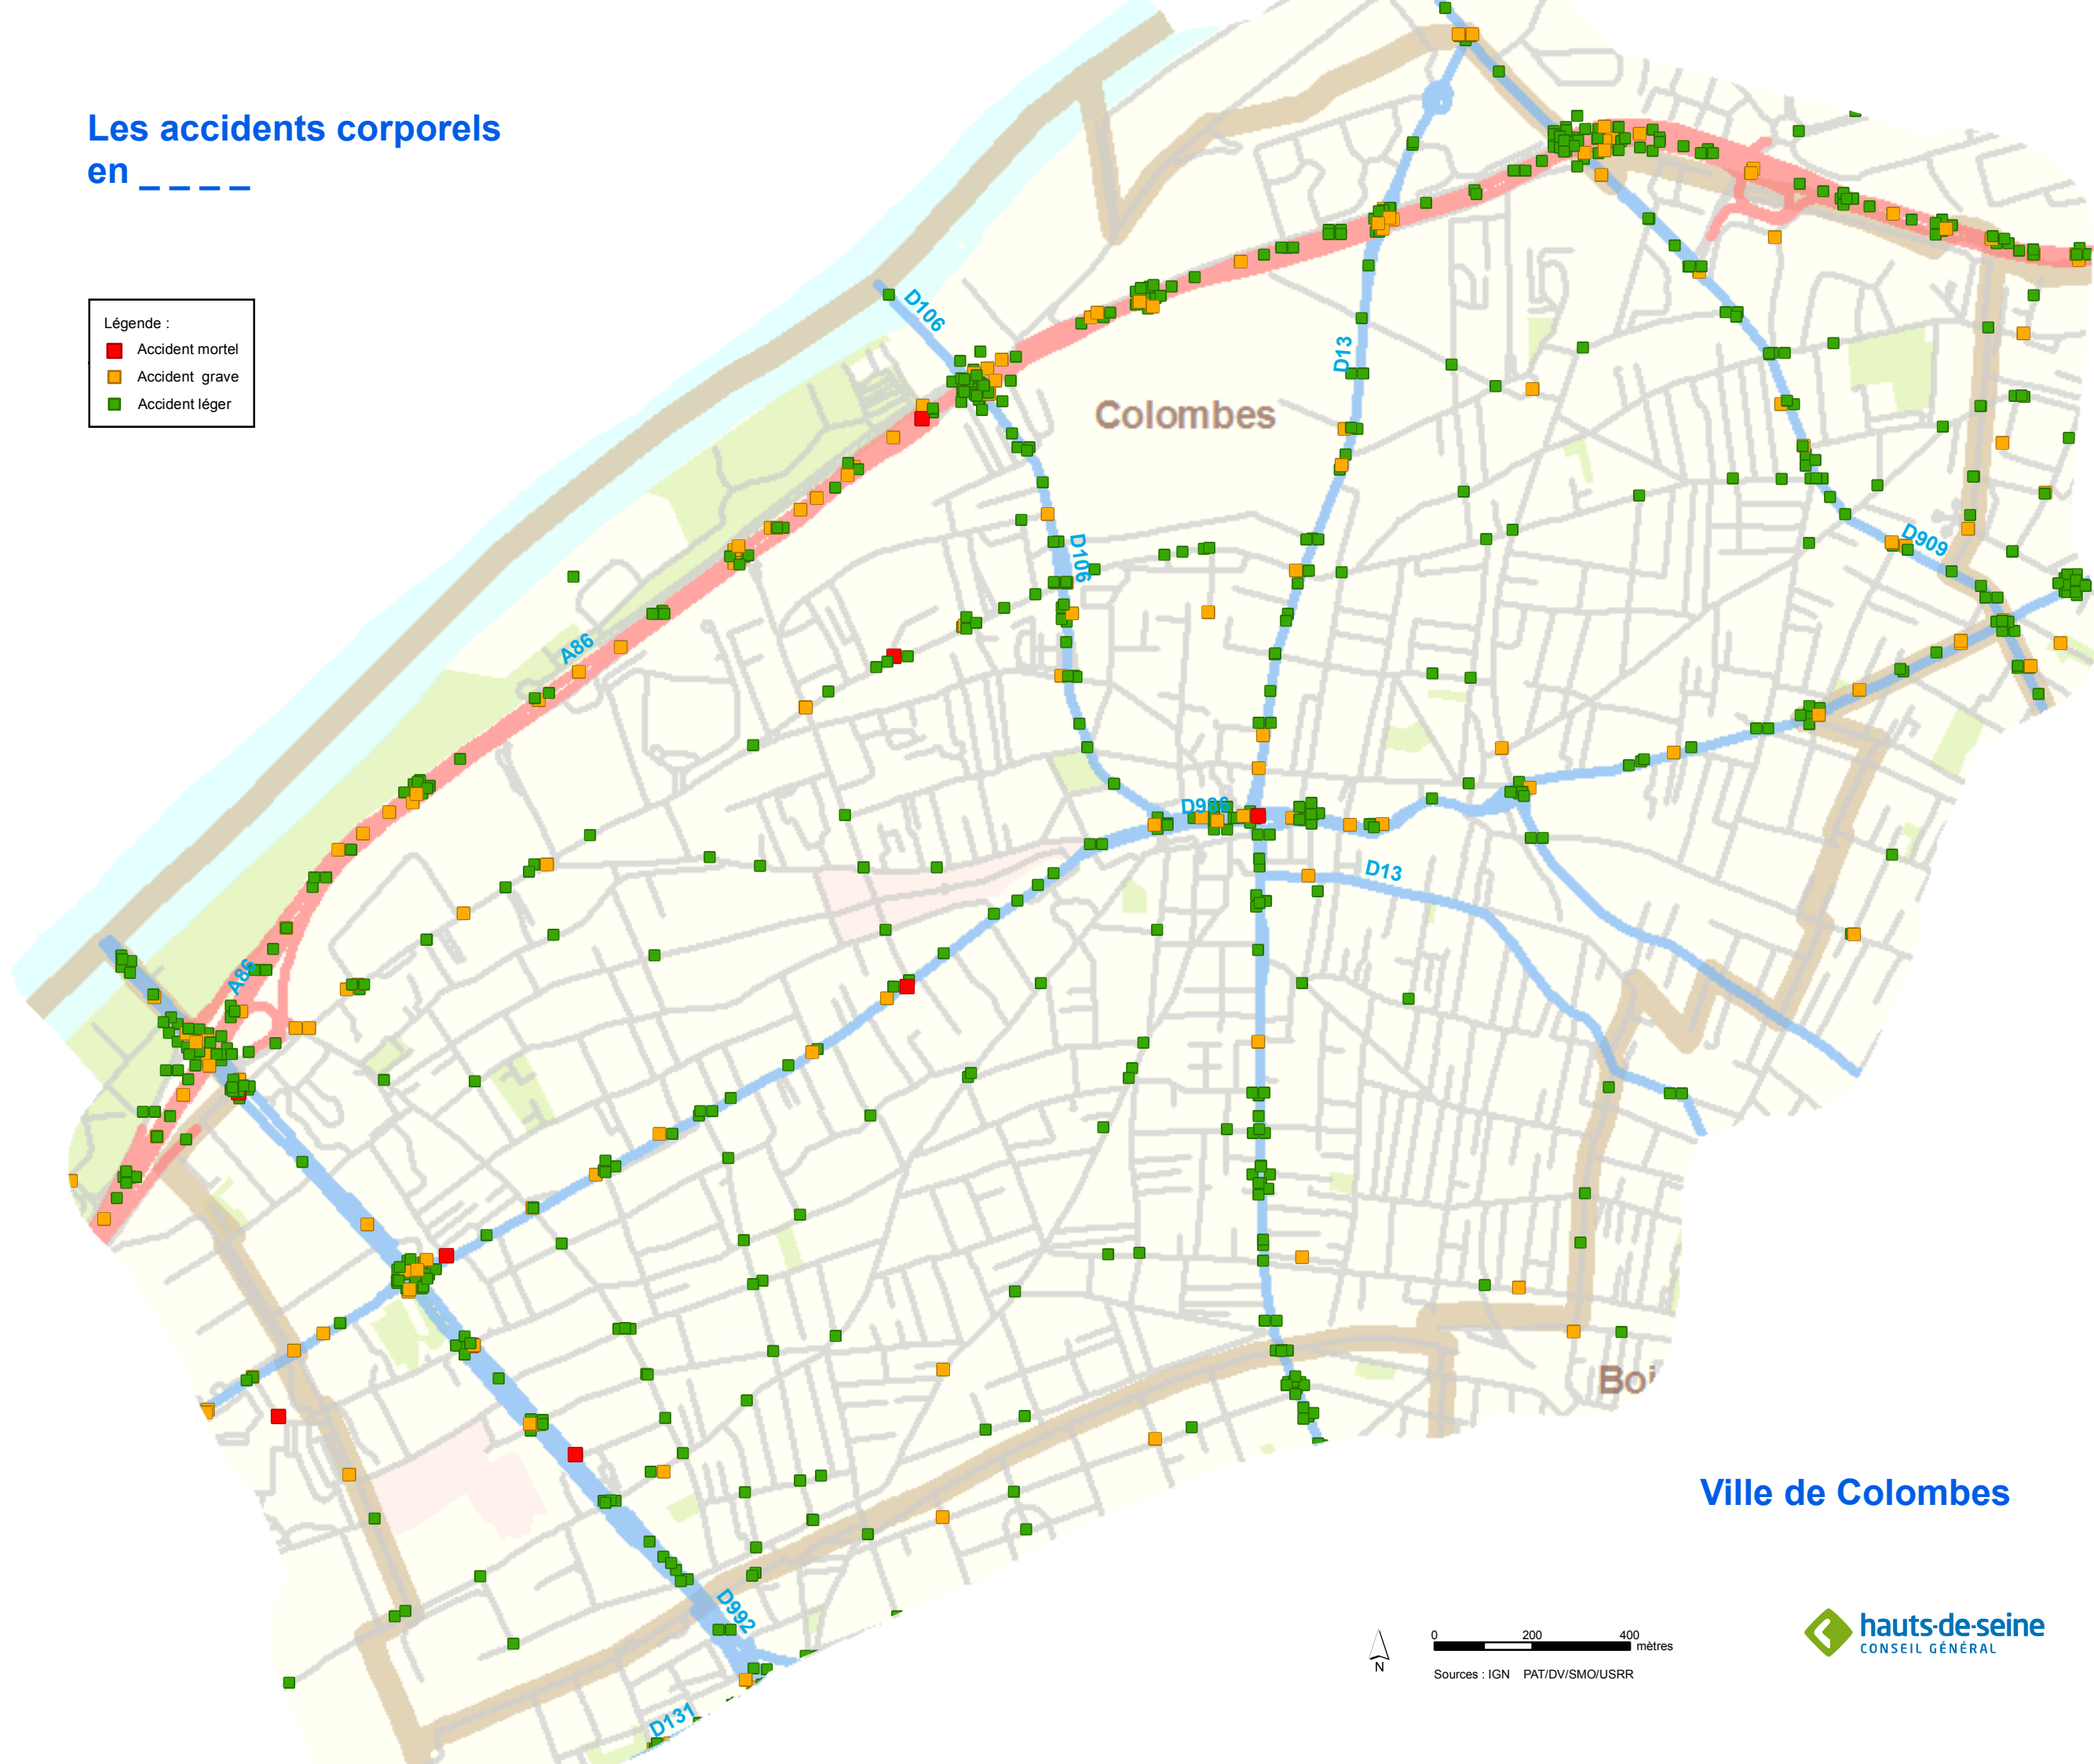 Les accidents corporels
en _ _ _ _
Légende :
Accident mortel
Accident grave
Accident léger
D106
D13
Colombes
D106
D909
A86
D986
D13
A86
Boi
Ville de Colombes
D992
D131
N
0 200 400
mètres
Sources : IGN PAT/DV/SMO/USRR
hauts-de-seine
CONSEIL GÉNÉRAL